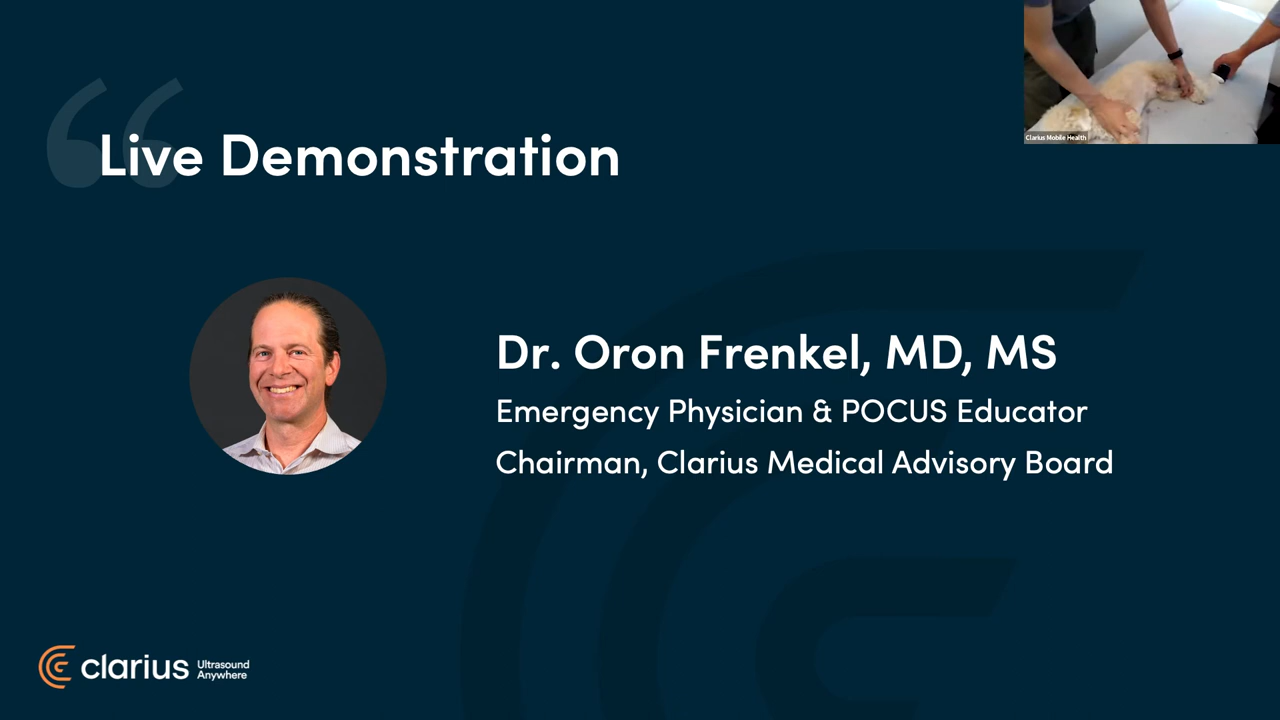 Clarius Mobile Health
Live Demonstration
Dr. Oron Frenkel, MD, MS
Emergency Physician & POCUS Educator
Chairman, Clarius Medical Advisory Board
clarius
Ultrasound
Anywhere